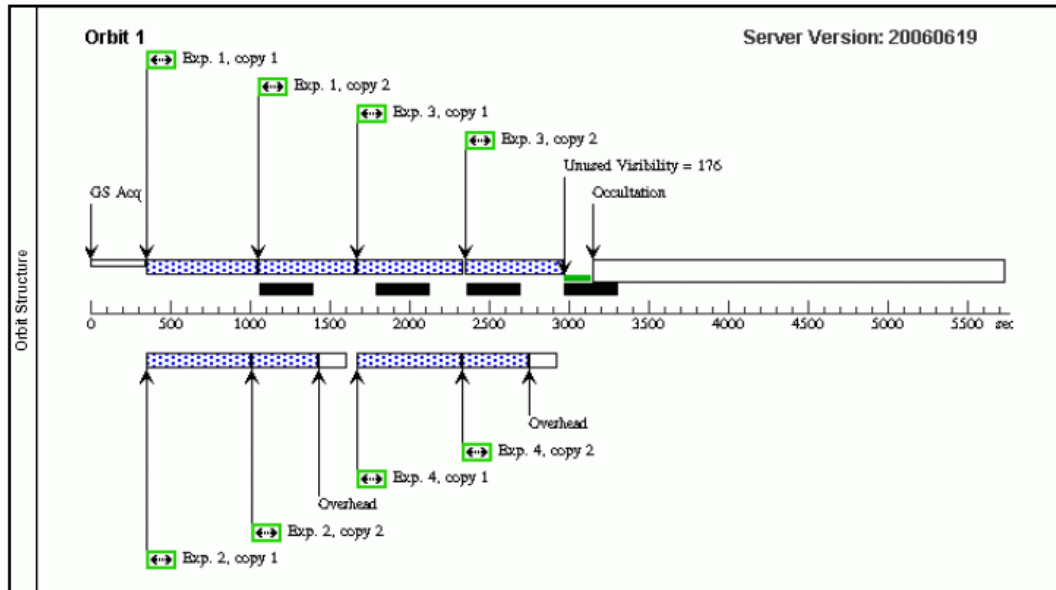 Orbit 1
Server Version: 20060619
Exp. 1, copy 1
Exp. 1, copy 2
Exp. 3, copy 1
Exp. 3, copy 2
Unused Visibility = 176
GS Acq
Occultation
Orbit Structure
0 500 1000 1500 2000 2500 3000 3500 4000 4500 5000 5500 sec
Overhead
Exp. 4, copy 2
Exp. 4, copy 1
Overhead
Exp. 2, copy 2
Exp. 2, copy 1